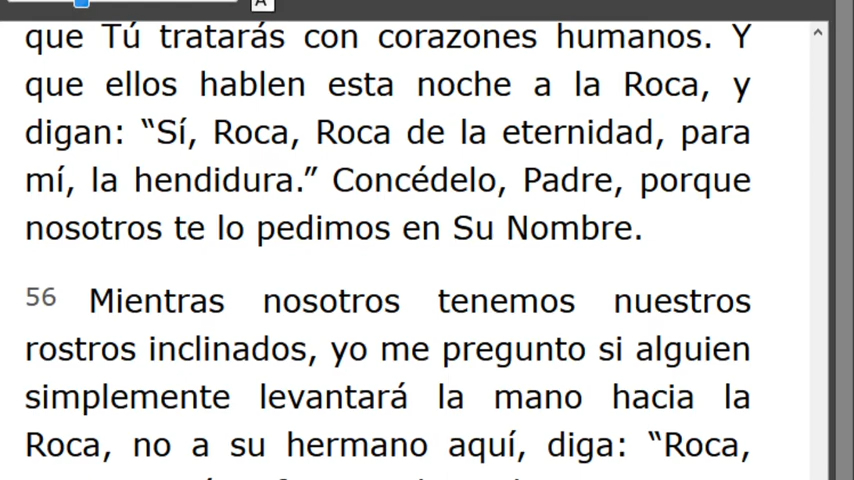 A
que Tú tratarás con corazones humanos. Y
que ellos hablen esta noche a la Roca, y
digan: “Sí, Roca, Roca de la eternidad, para
mí, la hendidura.” Concédelo, Padre, porque
nosotros te lo pedimos en Su Nombre.
56 Mientras nosotros tenemos nuestros
rostros inclinados, yo me pregunto si alguien
simplemente levantará la mano hacia la
Roca, no a su hermano aquí, diga: “Roca,